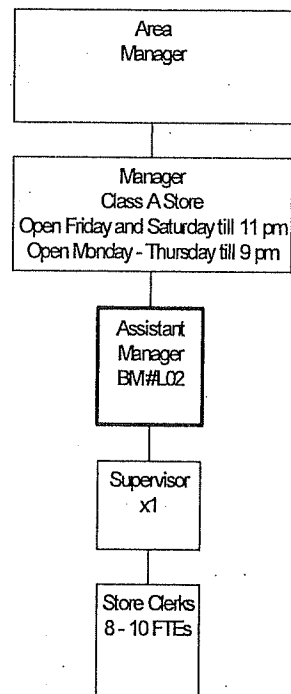 Area
Manager
Manager
Class A Store
Open Friday and Saturday till 11 pm
Open Monday - Thursday till 9 pm
Assistant
Manager
BM#L02
Supervisor
x1
Store Clerks
8 - 10 FTEs